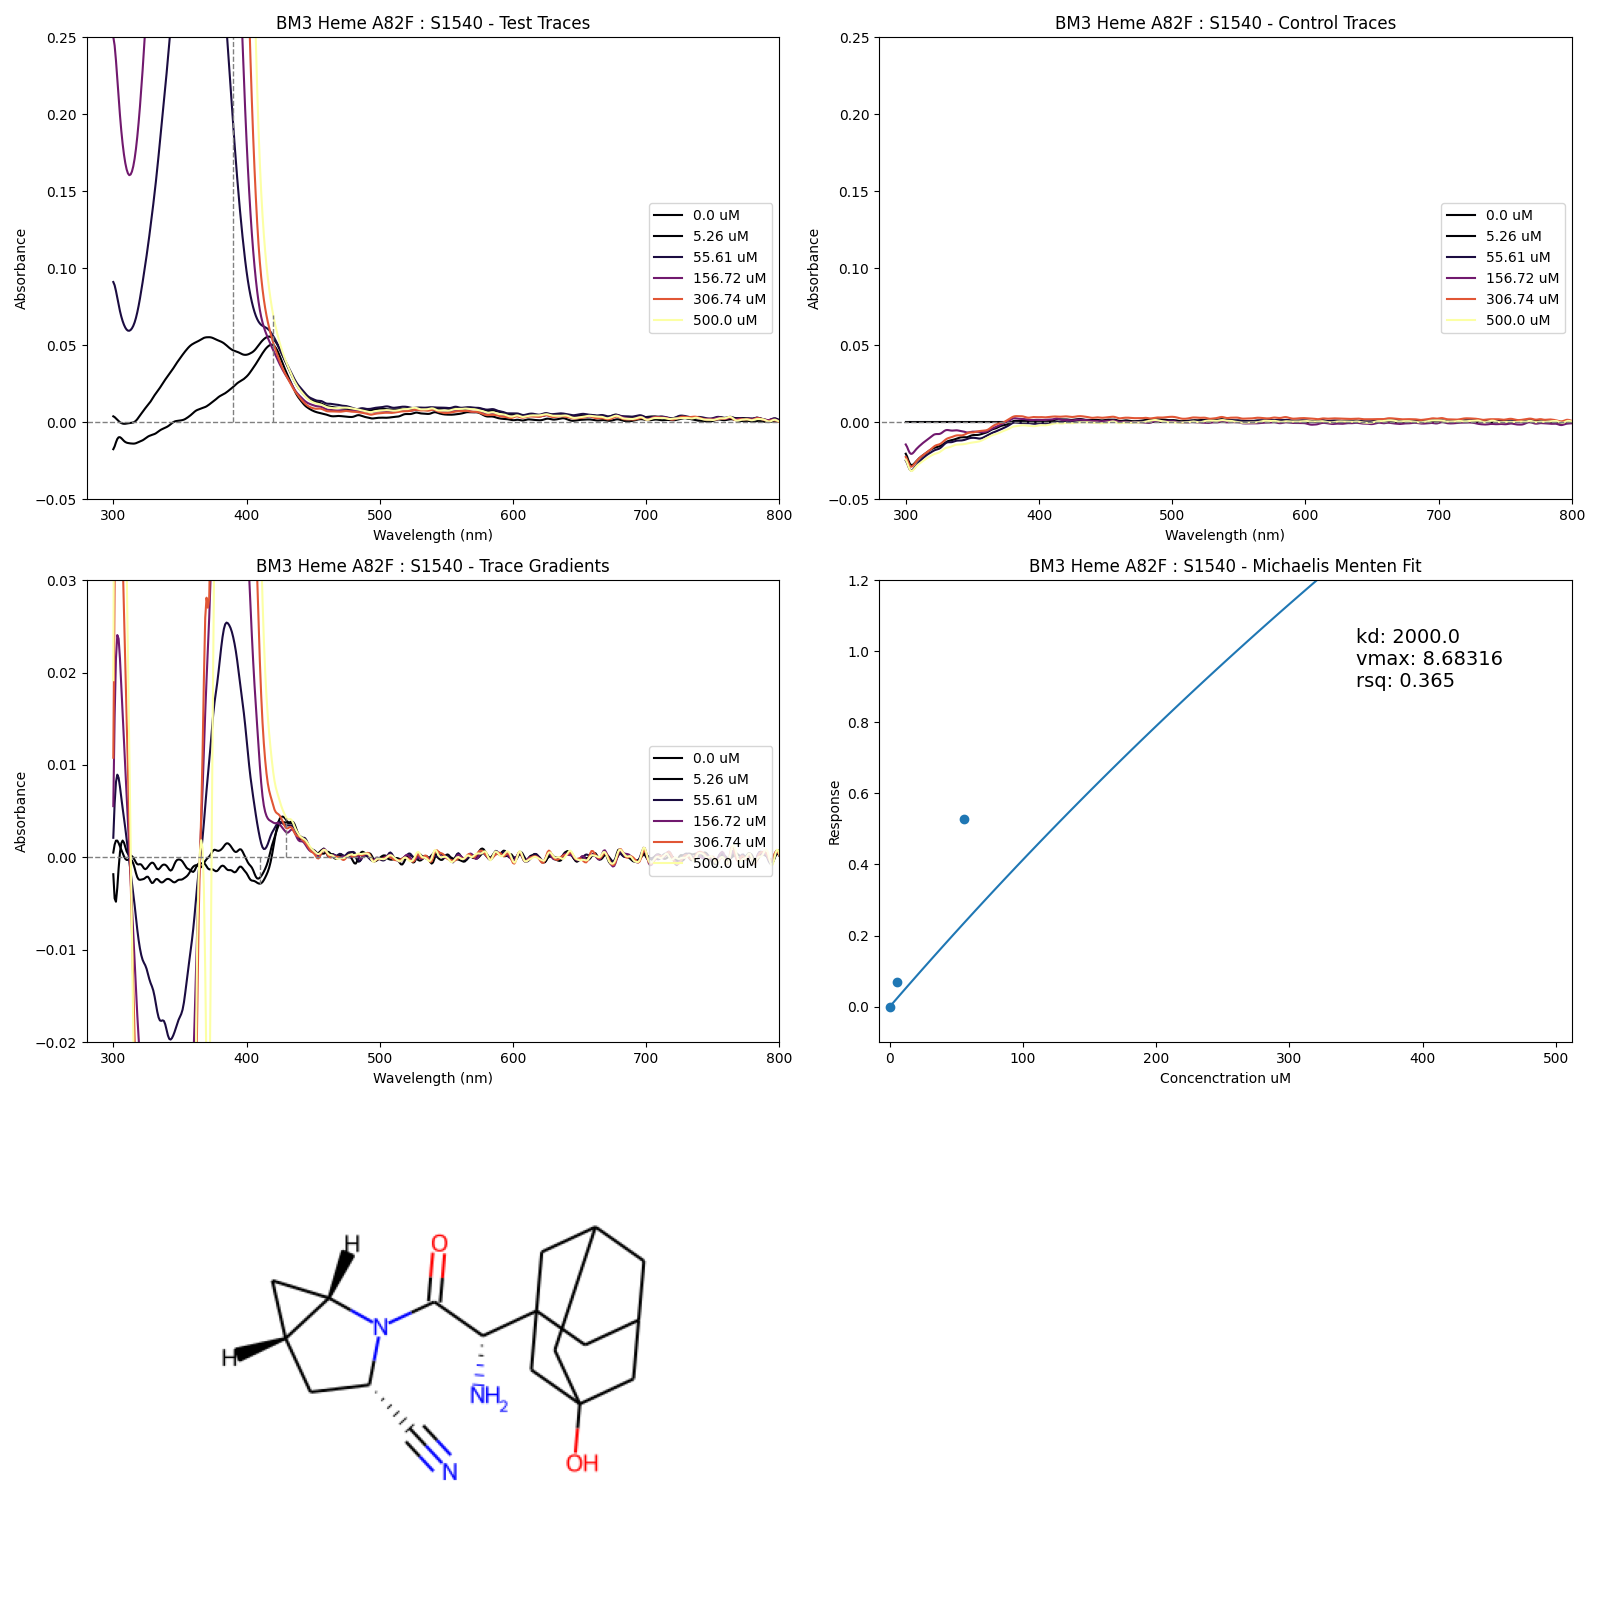 BM3 Heme A82F : S1540 - Test Traces
0.25
0.20
0.15
0.10
0.05
0.00
−0.05
Absorbance
300
400
500
600
700
800
Wavelength (nm)
0.0 uM
5.26 uM
55.61 uM
156.72 uM
306.74 uM
500.0 uM
BM3 Heme A82F : S1540 - Control Traces
0.25
0.20
0.15
0.10
0.05
0.00
−0.05
Absorbance
300
400
500
600
700
800
Wavelength (nm)
0.0 uM
5.26 uM
55.61 uM
156.72 uM
306.74 uM
500.0 uM
BM3 Heme A82F : S1540 - Trace Gradients
0.03
0.02
0.01
0.00
−0.01
−0.02
Absorbance
300
400
500
600
700
800
Wavelength (nm)
0.0 uM
5.26 uM
55.61 uM
156.72 uM
306.74 uM
500.0 uM
BM3 Heme A82F : S1540 - Michaelis Menten Fit
1.2
1.0
0.8
0.6
0.4
0.2
0.0
Response
0
100
200
300
400
500
Concenctration uM
kd: 2000.0
vmax: 8.68316
rsq: 0.365
H
O
N
H
NH2
N
OH